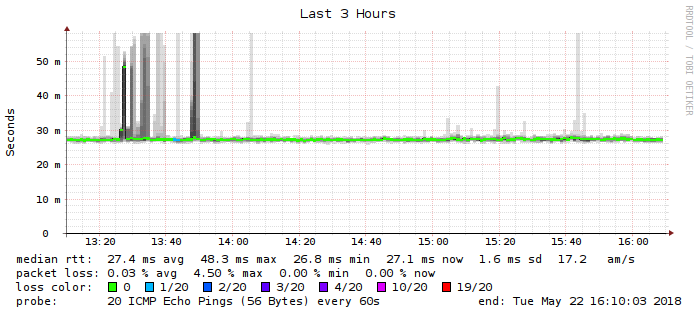 Last 3 Hours
RRDTOOL / TOBI OETIKER
Seconds
50 m
40 m
30 m
20 m
10 m
0
13:20 13:40 14:00 14:20 14:40 15:00 15:20 15:40 16:00
median rtt: 27.4 ms avg 48.3 ms max 26.8 ms min 27.1 ms now 1.6 ms sd 17.2 am/s
packet loss: 0.03 % avg 4.50 % max 0.00 % min 0.00 % now
loss color: 0 1/20 2/20 3/20 4/20 10/20 19/20
probe: 20 ICMP Echo Pings (56 Bytes) every 60s end: Tue May 22 16:10:03 2018